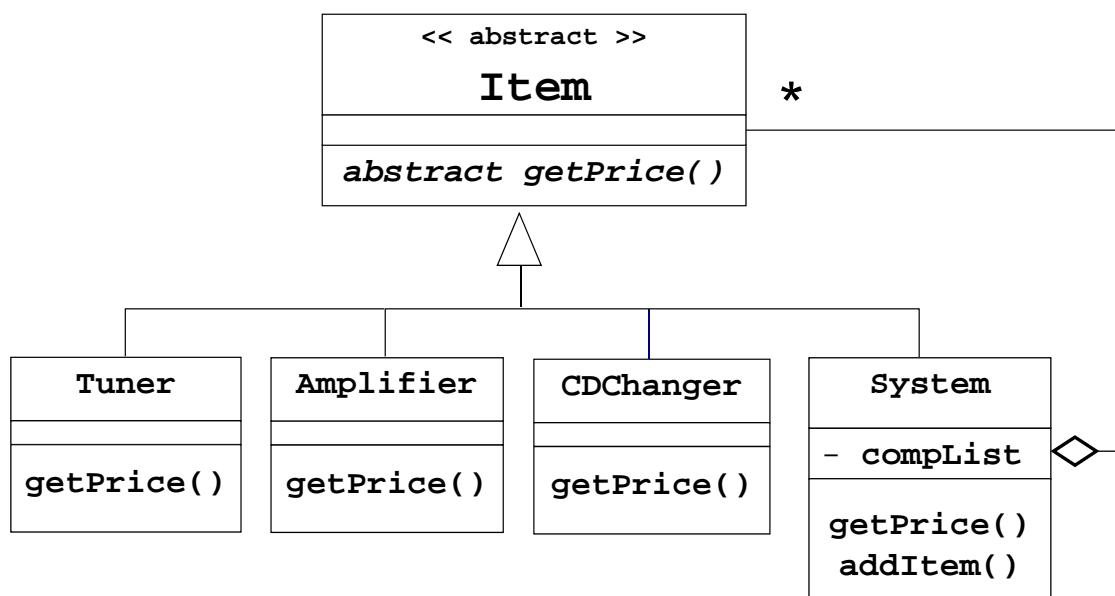 << abstract >>
Item
*
abstract getPrice()
Tuner
getPrice()
Amplifier
getPrice()
CDChanger
getPrice()
System
- compList
getPrice()
addItem()